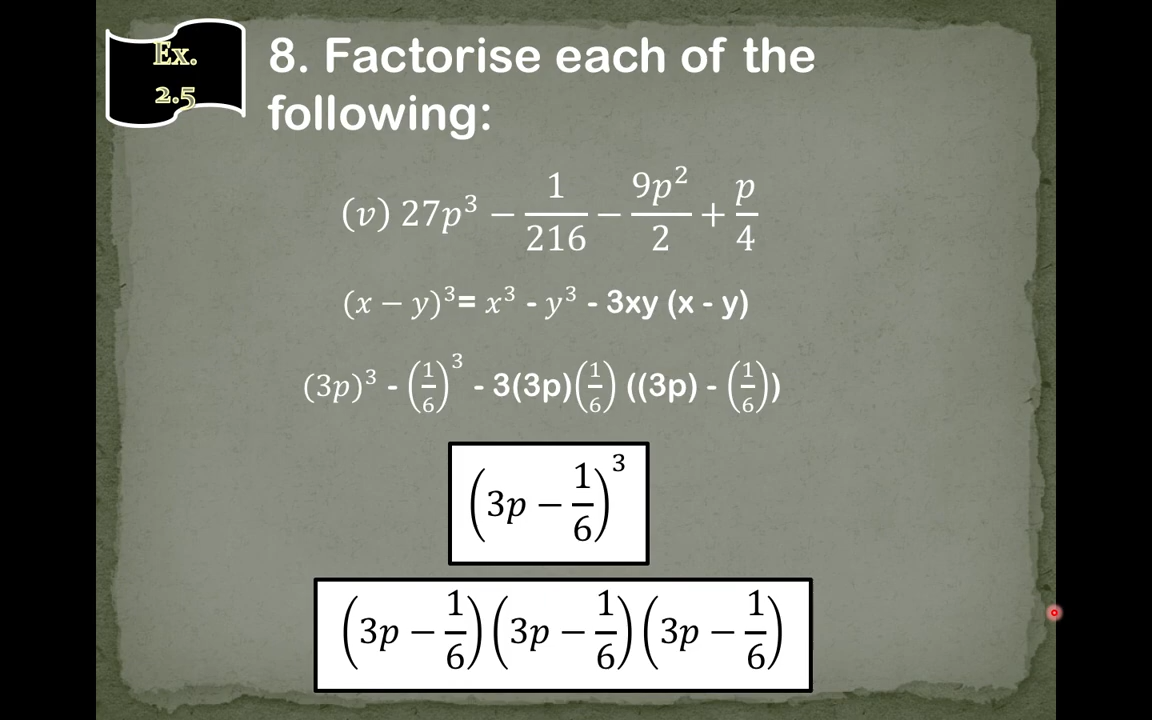 Ex.
2.5
8. Factorise each of the
following:
(v) 27p³ − 1/216 − 9p²/2 + p/4
(x − y)³= x³ - y³ - 3xy (x - y)
(3p)³ - (1/6)³ - 3(3p)(1/6) ((3p) - (1/6))
(3p − 1/6)³
(3p − 1/6)(3p − 1/6)(3p − 1/6)